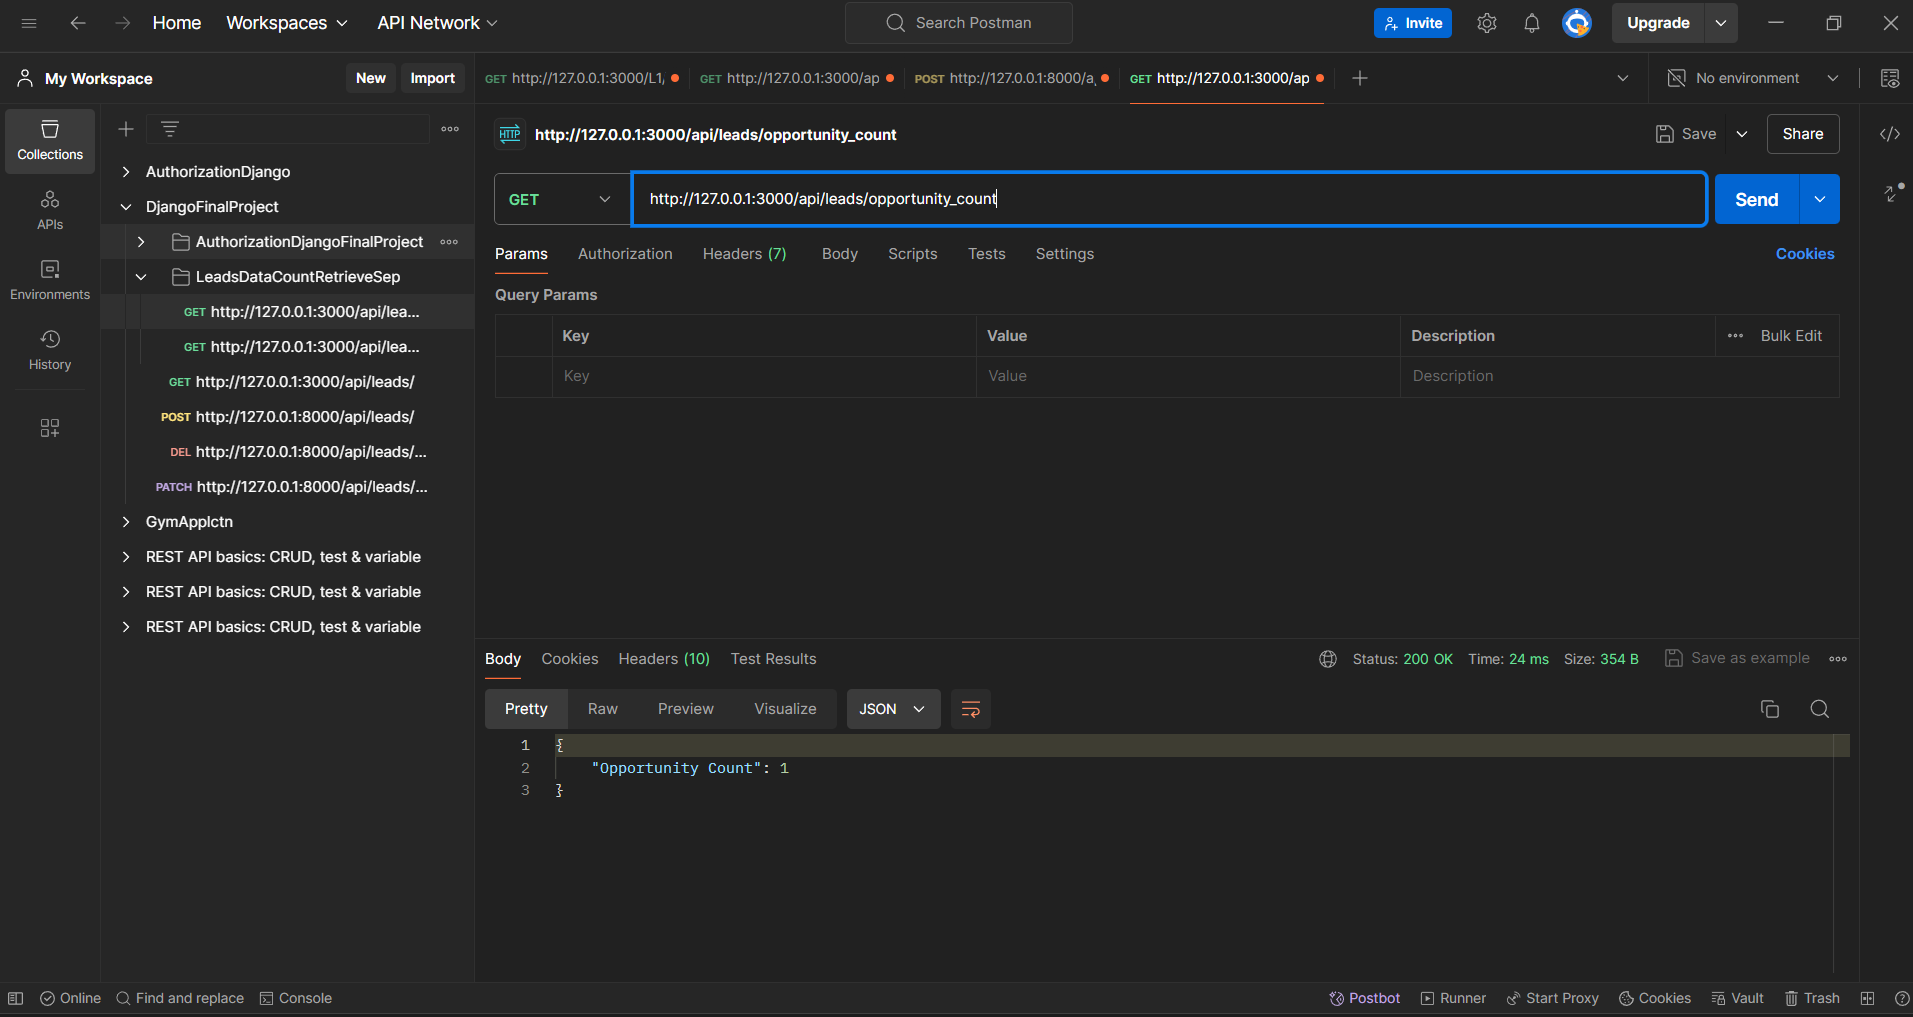 Home Workspaces API Network Search Postman Invite Upgrade
My Workspace New Import
GET http://127.0.0.1:3000/L1, GET http://127.0.0.1:3000/ap POST http://127.0.0.1:8000/a, GET http://127.0.0.1:3000/ap No environment
Collections
APIs
Environments
History
AuthorizationDjango
DjangoFinalProject
AuthorizationDjangoFinalProject
LeadsDataCountRetrieveSep
GET http://127.0.0.1:3000/api/lea...
GET http://127.0.0.1:3000/api/lea...
GET http://127.0.0.1:3000/api/leads/
POST http://127.0.0.1:8000/api/leads/
DEL http://127.0.0.1:8000/api/leads/...
PATCH http://127.0.0.1:8000/api/leads/...
GymApplctn
REST API basics: CRUD, test & variable
REST API basics: CRUD, test & variable
REST API basics: CRUD, test & variable
HTTP http://127.0.0.1:3000/api/leads/opportunity_count Save Share
GET http://127.0.0.1:3000/api/leads/opportunity_count Send
Params Authorization Headers (7) Body Scripts Tests Settings Cookies
Query Params
Key Value Description Bulk Edit
Key Value Description
Body Cookies Headers (10) Test Results Status: 200 OK Time: 24 ms Size: 354 B Save as example
Pretty Raw Preview Visualize JSON
1 {
2 "Opportunity Count": 1
3 }
Online Find and replace Console Postbot Runner Start Proxy Cookies Vault Trash